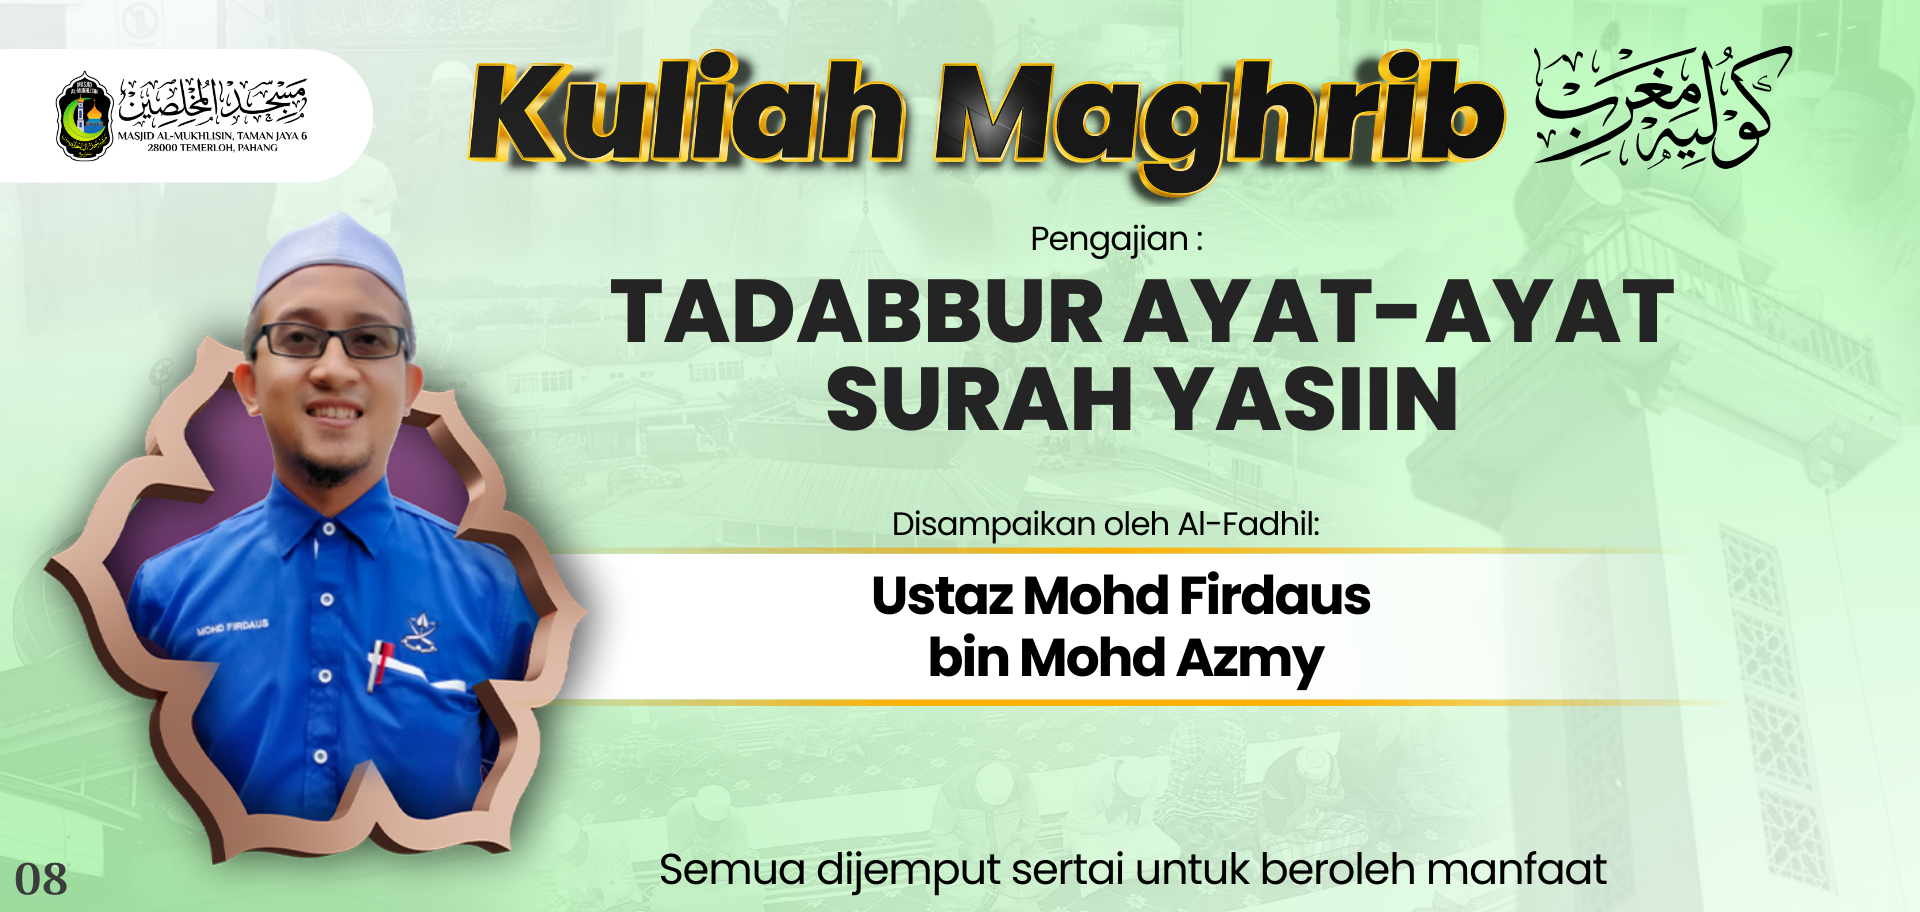 مسجد المخلصين
MASJID AL-MUKHLISIN, TAMAN JAYA 6
28000 TEMERLOH, PAHANG
Kuliah Maghrib
كوليه مغرب
Pengajian :
TADABBUR AYAT-AYAT
SURAH YASIIN
Disampaikan oleh Al-Fadhil:
Ustaz Mohd Firdaus
bin Mohd Azmy
MOHD FIRDAUS
Semua dijemput sertai untuk beroleh manfaat
08